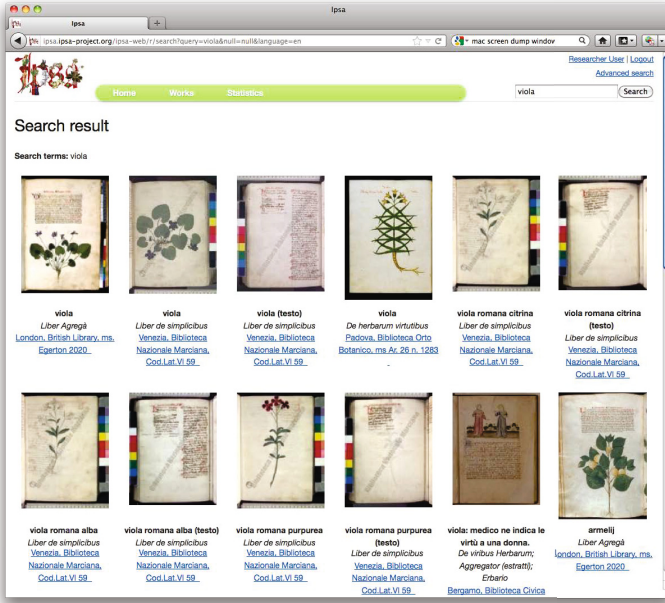 Ipsa
Ipsa
ipsa.ipsa-project.org/ipsa-web/r/search?query=viola&null=null&language=en
mac screen dump windov
Researcher User | Logout
Advanced search
Ipsa
Home Works Statistics
viola
Search
Search result
Search terms: viola
viola
Liber Agregà
London, British Library, ms.
Egerton 2020
viola
Liber de simplicibus
Venezia, Biblioteca
Nazionale Marciana,
Cod.Lat.VI 59
viola (testo)
Liber de simplicibus
Venezia, Biblioteca
Nazionale Marciana,
Cod.Lat.VI 59
viola
De herbarum virtutibus
Padova, Biblioteca Orto
Botanico, ms Ar. 26 n. 1283
viola romana citrina
Liber de simplicibus
Venezia, Biblioteca
Nazionale Marciana,
Cod.Lat.VI 59
viola romana citrina
(testo)
Liber de simplicibus
Venezia, Biblioteca
Nazionale Marciana,
Cod.Lat.VI 59
viola romana alba
Liber de simplicibus
Venezia, Biblioteca
Nazionale Marciana,
Cod.Lat.VI 59
viola romana alba (testo)
Liber de simplicibus
Venezia, Biblioteca
Nazionale Marciana,
Cod.Lat.VI 59
viola romana purpurea
Liber de simplicibus
Venezia, Biblioteca
Nazionale Marciana,
Cod.Lat.VI 59
viola romana purpurea
(testo)
Liber de simplicibus
Venezia, Biblioteca
Nazionale Marciana,
Cod.Lat.VI 59
viola: medico ne indica le
virtù a una donna.
De viribus Herbarum;
Aggregator (estratti);
Erbario
Bergamo, Biblioteca Civica
armelij
Liber Agregà
London, British Library, ms.
Egerton 2020